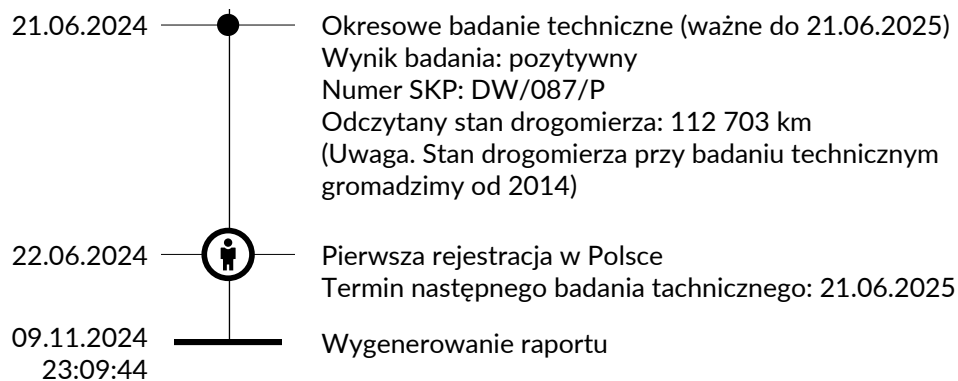 21.06.2024 Okresowe badanie techniczne (ważne do 21.06.2025)
Wynik badania: pozytywny
Numer SKP: DW/087/P
Odczytany stan drogomierza: 112 703 km
(Uwaga. Stan drogomierza przy badaniu technicznym
gromadzimy od 2014)
22.06.2024 Pierwsza rejestracja w Polsce
Termin następnego badania tachnicznego: 21.06.2025
09.11.2024 Wygenerowanie raportu
23:09:44